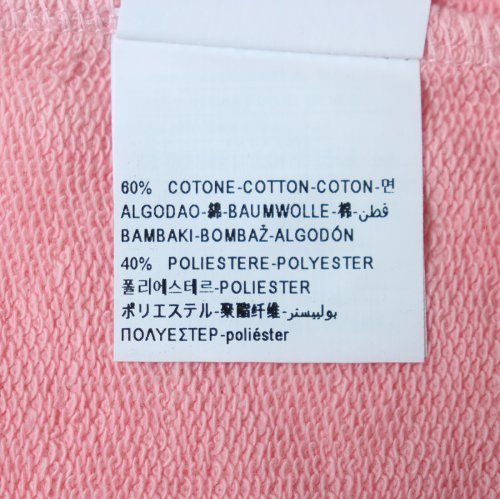 60% COTONE-COTTON-COTON-면
ALGODAO-綿-BAUMWOLLE-棉-قطن
BAMBAKI-BOMBAŽ-ALGODÓN
40% POLIESTERE-POLYESTER
폴리에스테르-POLIESTER
ポリエステル-聚酯纤维-بوليستر
ΠΟΛΥΕΣΤΕΡ-poliéster